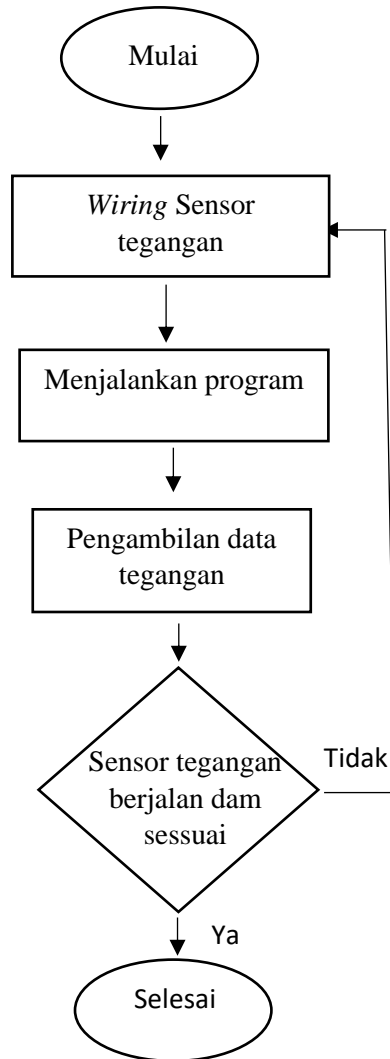 Mulai
Wiring Sensor
tegangan
Menjalankan program
Pengambilan data
tegangan
Sensor tegangan
berjalan dam
sessuai
Tidak
Ya
Selesai